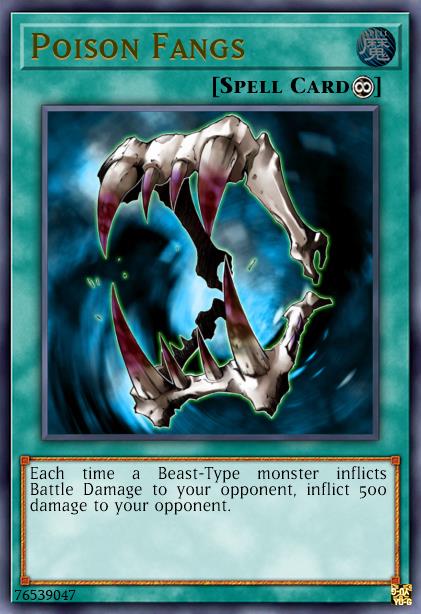 Poison Fangs
魔
[Spell Card]
Each time a Beast-Type monster inflicts
Battle Damage to your opponent, inflict 500
damage to your opponent.
76539047